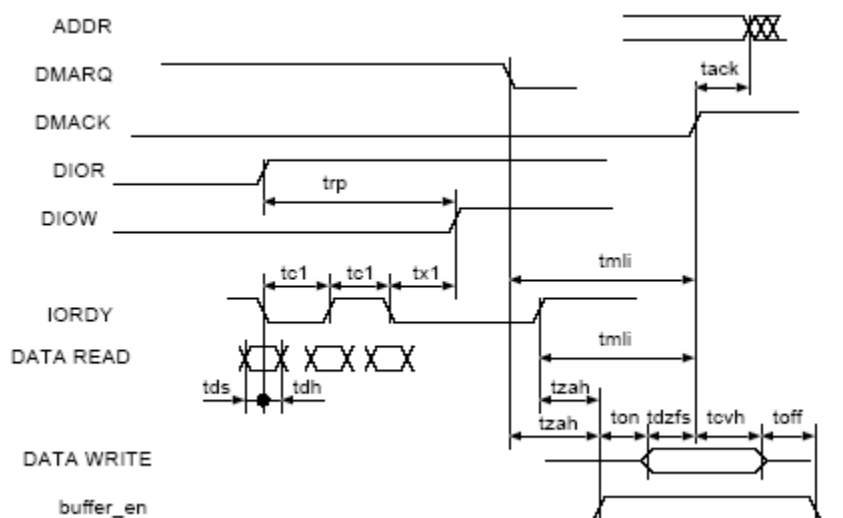 ADDR
DMARQ
tack
DMACK
DIOR
trp
DIOW
tc1 tc1 tx1 tmli
IORDY
tmli
DATA READ
tds tdh tzah
tzah ton tdzfs tcvh toff
DATA WRITE
buffer_en